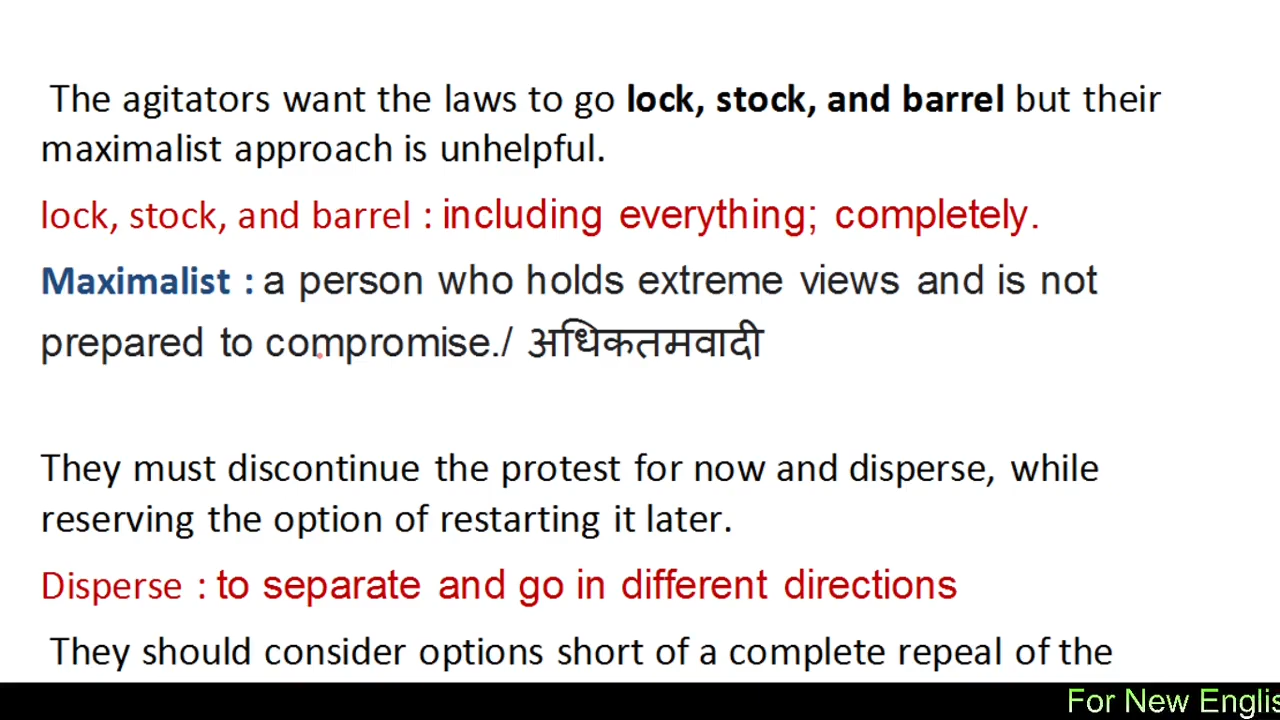 The agitators want the laws to go lock, stock, and barrel but their
maximalist approach is unhelpful.
lock, stock, and barrel : including everything; completely.
Maximalist : a person who holds extreme views and is not
prepared to compromise./ अधिकतमवादी
They must discontinue the protest for now and disperse, while
reserving the option of restarting it later.
Disperse : to separate and go in different directions
They should consider options short of a complete repeal of the
For New Englis